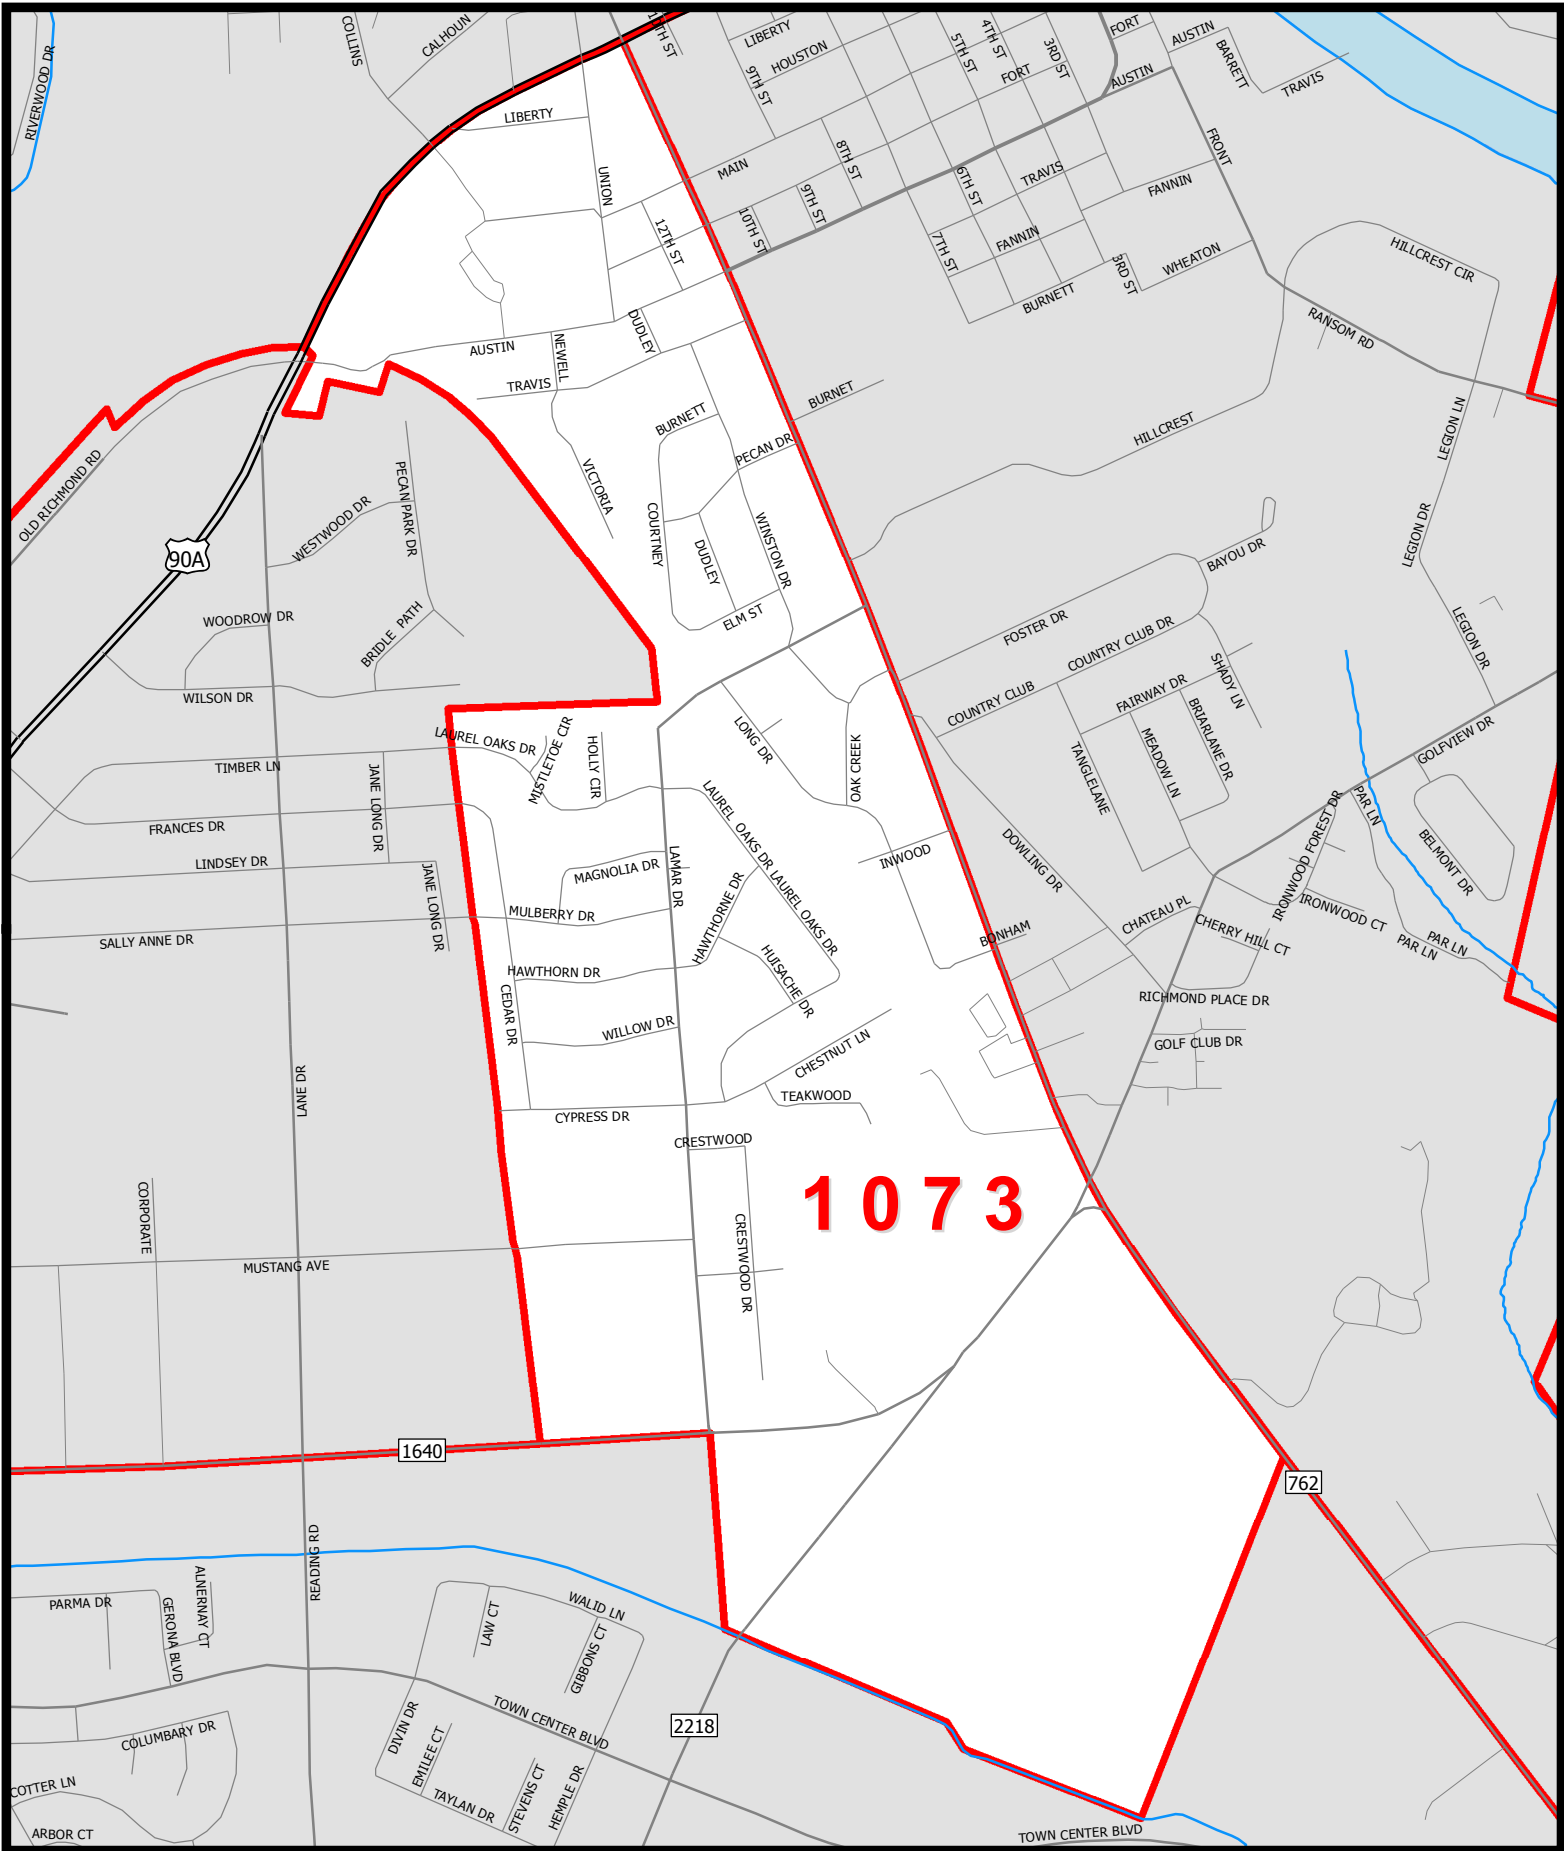 COLLINS
CALHOUN
11TH ST
LIBERTY
HOUSTON
9TH ST
5TH ST
4TH ST
3RD ST
FORT
FORT
AUSTIN
AUSTIN
BARRETT
TRAVIS
RIVERWOOD DR
LIBERTY
UNION
MAIN
8TH ST
9TH ST
10TH ST
12TH ST
6TH ST
TRAVIS
FANNIN
FRONT
7TH ST
FANNIN
BURNETT
3RD ST
WHEATON
HILLCREST CIR
RANSOM RD
DUDLEY
NEWELL
AUSTIN
TRAVIS
BURNET
BURNETT
PECAN DR
HILLCREST
LEGION LN
OLD RICHMOND RD
PECAN PARK DR
WESTWOOD DR
VICTORIA
COURTNEY
DUDLEY
WINSTON DR
ELM ST
90A
BAYOU DR
LEGION DR
WOODROW DR
BRIDLE PATH
FOSTER DR
COUNTRY CLUB DR
SHADY LN
LEGION DR
WILSON DR
COUNTRY CLUB
FAIRWAY DR
BRIARLANE DR
MEADOW LN
TANGLELANE
GOLFVIEW DR
LAUREL OAKS DR
MISTLETOE CIR
HOLLY CIR
LONG DR
OAK CREEK
TIMBER LN
JANE LONG DR
LAUREL OAKS DR
PAR LN
BELMONT DR
FRANCES DR
LINDSEY DR
MAGNOLIA DR
LAMAR DR
INWOOD
DOWLING DR
IRONWOOD FOREST DR
JANE LONG DR
MULBERRY DR
HAWTHORNE DR
LAUREL OAKS DR
BONHAM
CHATEAU PL
CHERRY HILL CT
IRONWOOD CT
PAR LN
PAR LN
SALLY ANNE DR
HAWTHORN DR
HUISACHE DR
CEDAR DR
WILLOW DR
RICHMOND PLACE DR
GOLF CLUB DR
CHESTNUT LN
TEAKWOOD
LANE DR
CYPRESS DR
CRESTWOOD
1073
CORPORATE
CRESTWOOD DR
MUSTANG AVE
1640
762
READING RD
ALNERNAY CT
PARMA DR
GERONA BLVD
LAW CT
WALID LN
GIBBONS CT
DIVIN DR
TOWN CENTER BLVD
2218
COLUMBARY DR
EMILEE CT
COTTER LN
TAYLAN DR
STEVENS CT
HEMPLE DR
ARBOR CT
TOWN CENTER BLVD